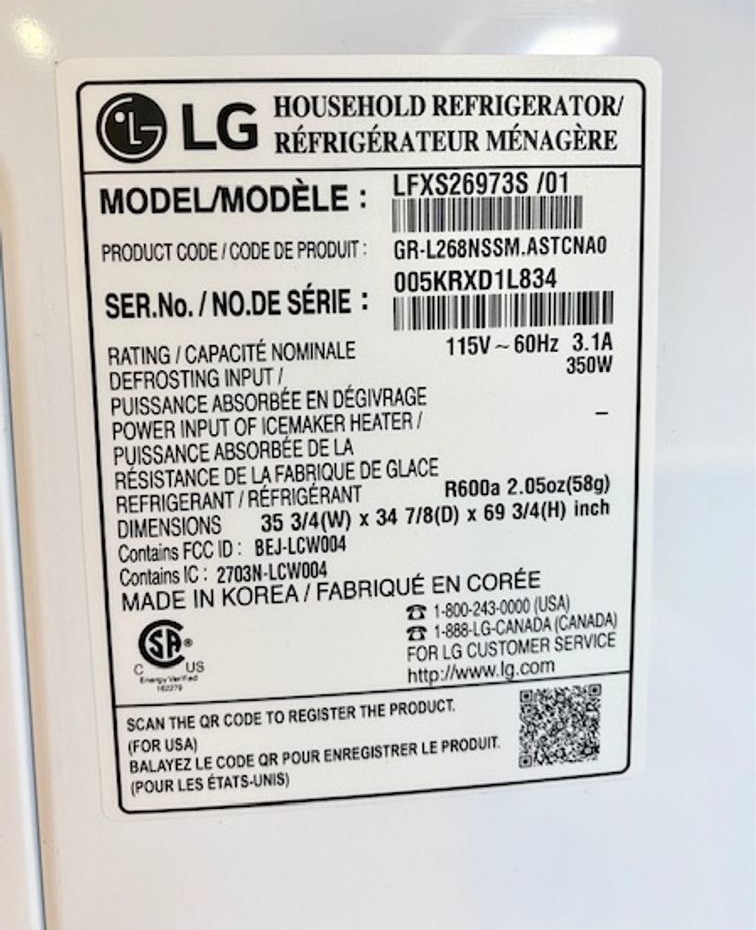 LG HOUSEHOLD REFRIGERATOR/
RÉFRIGÉRATEUR MÉNAGÈRE
MODEL/MODÈLE : LFXS26973S /01
PRODUCT CODE / CODE DE PRODUIT : GR-L268NSSM.ASTCNA0
SER.No. / NO.DE SÉRIE : 005KRXD1L834
RATING / CAPACITÉ NOMINALE 115V ~ 60Hz 3.1A
DEFROSTING INPUT / 350W
PUISSANCE ABSORBÉE EN DÉGIVRAGE
POWER INPUT OF ICEMAKER HEATER / –
PUISSANCE ABSORBÉE DE LA
RÉSISTANCE DE LA FABRIQUE DE GLACE
REFRIGERANT / RÉFRIGÉRANT R600a 2.05oz(58g)
DIMENSIONS 35 3/4(W) x 34 7/8(D) x 69 3/4(H) inch
Contains FCC ID : BEJ-LCW004
Contains IC : 2703N-LCW004
MADE IN KOREA / FABRIQUÉ EN CORÉE
☎ 1-800-243-0000 (USA)
☎ 1-888-LG-CANADA (CANADA)
FOR LG CUSTOMER SERVICE
http://www.lg.com
SA®
C US
Energy Verified
162279
SCAN THE QR CODE TO REGISTER THE PRODUCT.
(FOR USA)
BALAYEZ LE CODE QR POUR ENREGISTRER LE PRODUIT.
(POUR LES ÉTATS-UNIS)